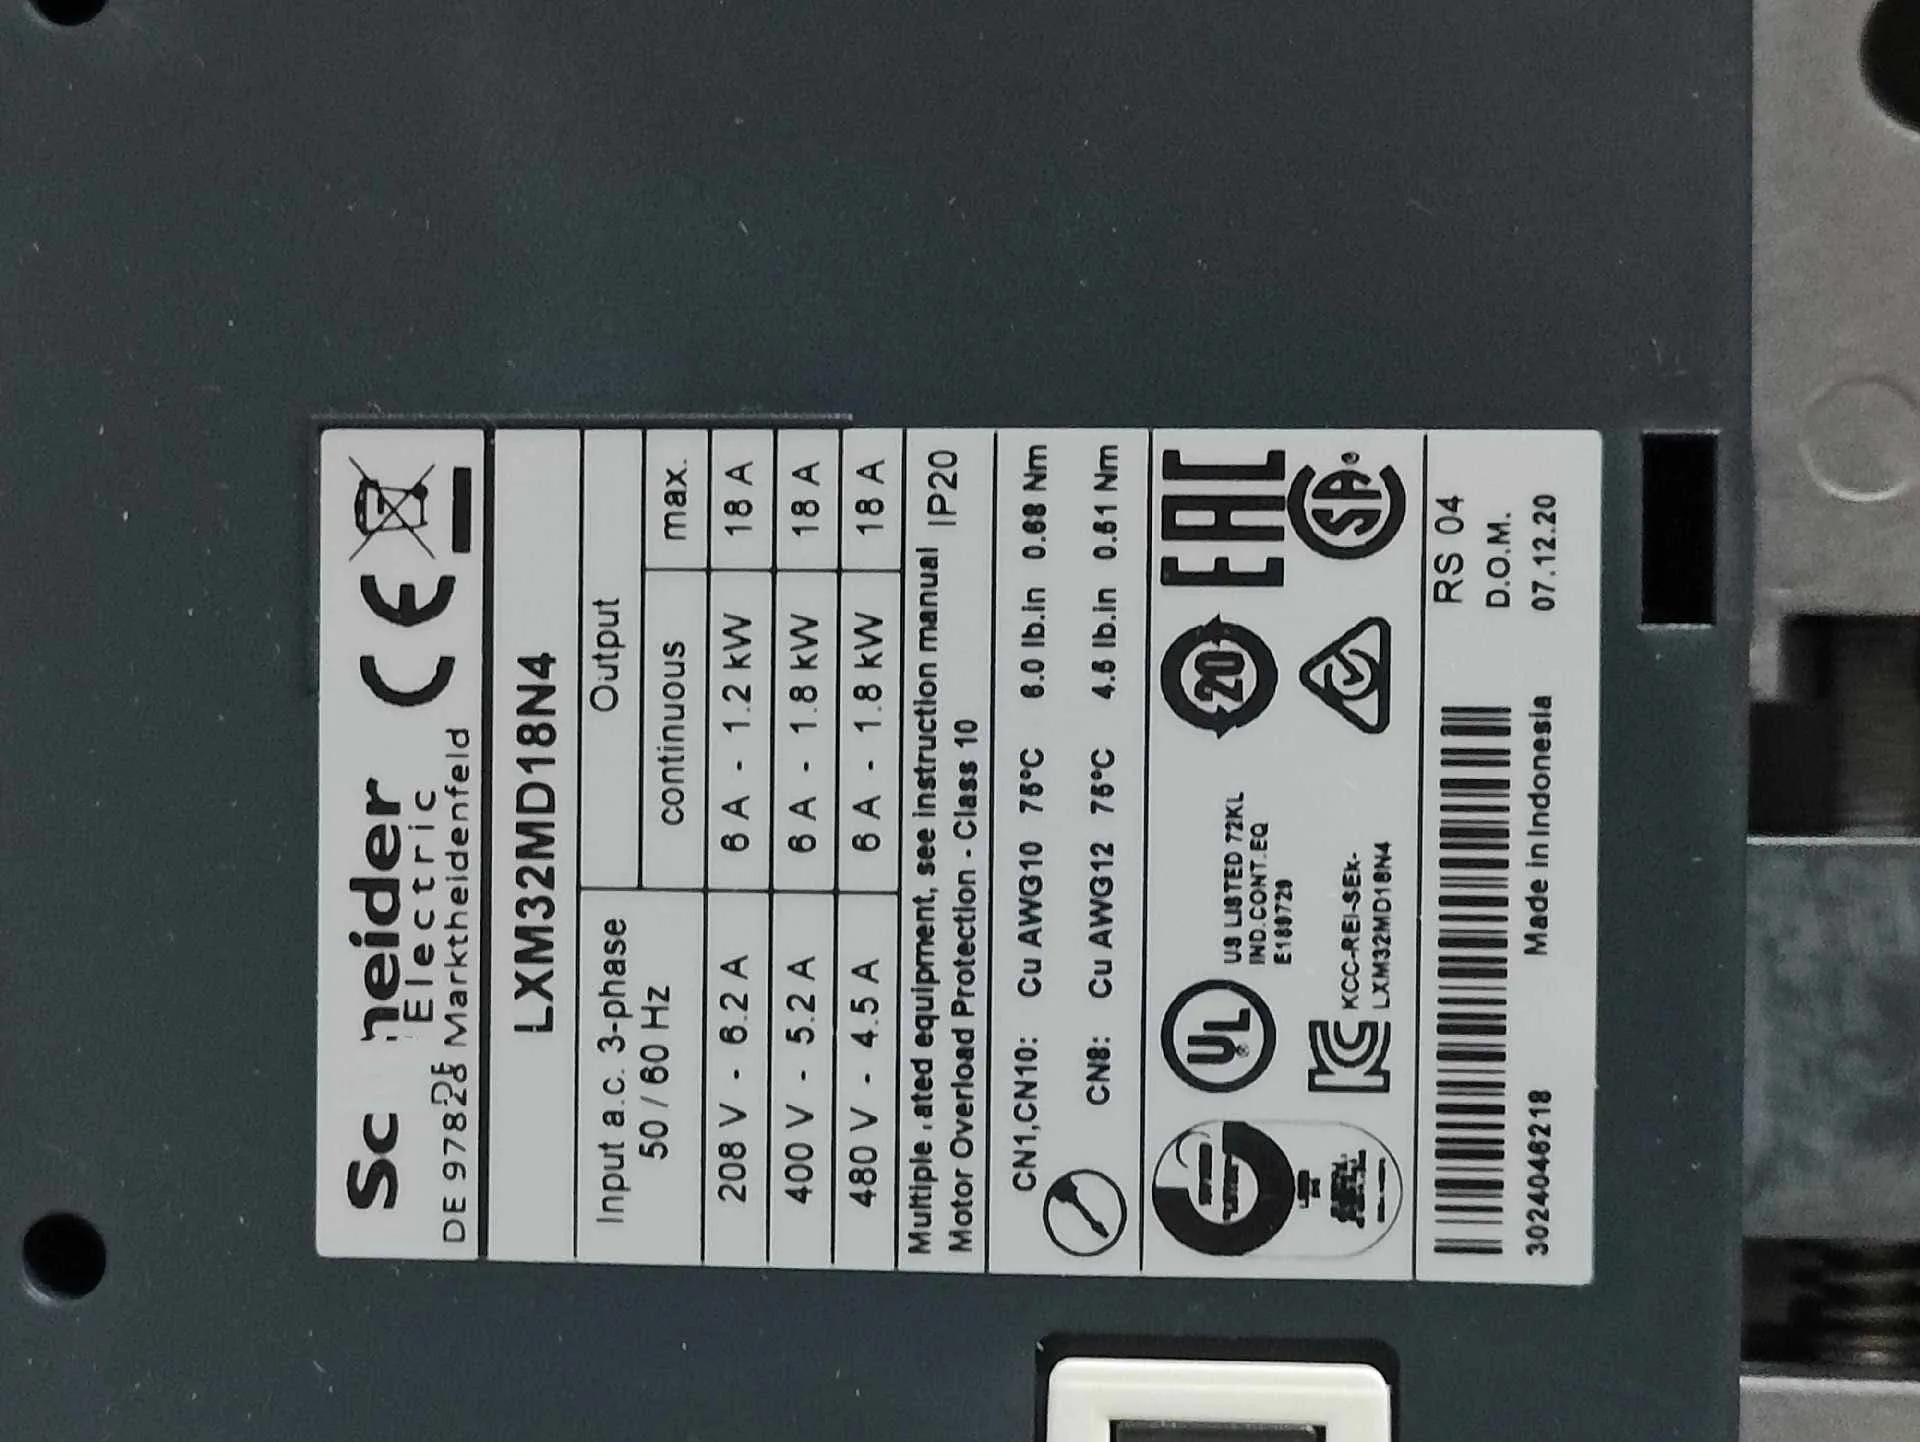 Sc neider
Electric
DE 97828 Marktheidenfeld
LXM32MD18N4
Input a.c. 3-phase
50 / 60 Hz
Output
continuous
max.
208 V - 6.2 A
6 A - 1.2 kW
18 A
400 V - 5.2 A
6 A - 1.8 kW
18 A
480 V - 4.5 A
6 A - 1.8 kW
18 A
Multiple .ated equipment, see instruction manual IP20
Motor Overload Protection - Class 10
CN1,CN10: Cu AWG10 75°C 6.0 lb.in 0.68 Nm
CN8: Cu AWG12 75°C 4.5 lb.in 0.51 Nm
UL
US LISTED 72KL
IND.CONT.EQ
20
EAC
KCC-REI-SEK-
LXM32MD18N4
SA
RS 04
D.O.M.
3024046218
Made in Indonesia
07.12.20